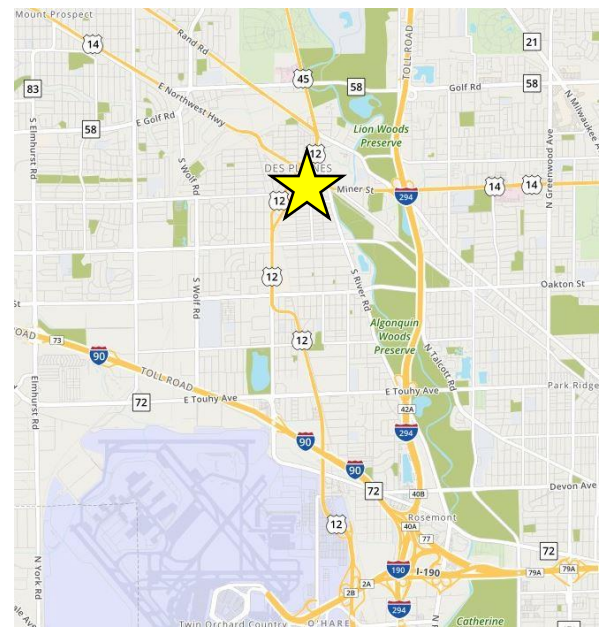 Mount Prospect
14
Rand Rd
21
TOLL ROAD
45
58
Golf Rd
58
83
E Northwest Hwy
E Golf Rd
58
S Elmhurst Rd
S Wolf Rd
Lion Woods
Preserve
N Milwaukee A
N Greenwood Ave
12
DES PLAINES
Miner St
14
14
12
294
12
S River Rd
Oakton St
St
S Wolf Rd
12
Algonquin
Woods
Preserve
N Talcott Rd
ROAD
73
90
TOLL ROAD
E Touhy Ave
E Touhy Ave
Park Ridge
72
42A
Elmhurst Rd
90
294
90
Devon Ave
72
40B
12
Rosemont
40A
77
72
N York Rd
190
I-190
79A
79A
2A
2B
294
ale Ave
Twin Orchard Country
O'HARE
Catherine